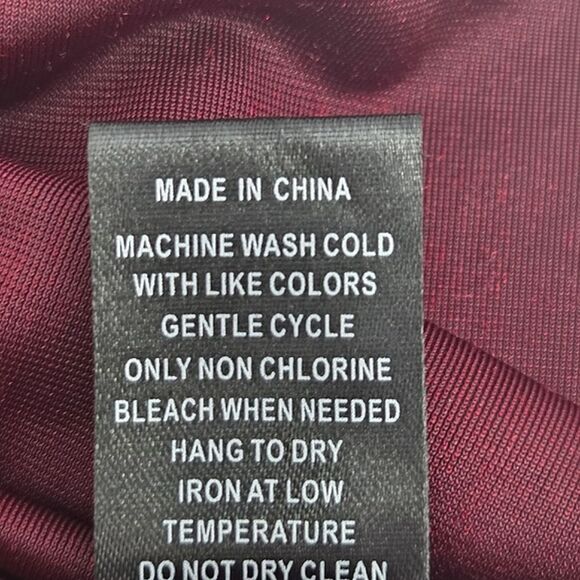 MADE IN CHINA
MACHINE WASH COLD
WITH LIKE COLORS
GENTLE CYCLE
ONLY NON CHLORINE
BLEACH WHEN NEEDED
HANG TO DRY
IRON AT LOW
TEMPERATURE
DO NOT DRY CLEAN